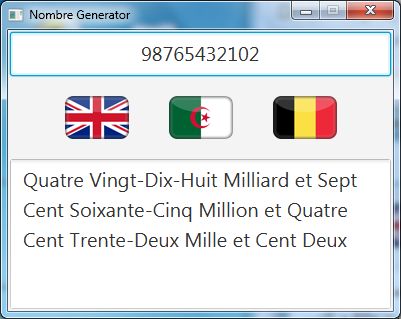 Nombre Generator
98765432102
Quatre Vingt-Dix-Huit Milliard et Sept
Cent Soixante-Cinq Million et Quatre
Cent Trente-Deux Mille et Cent Deux